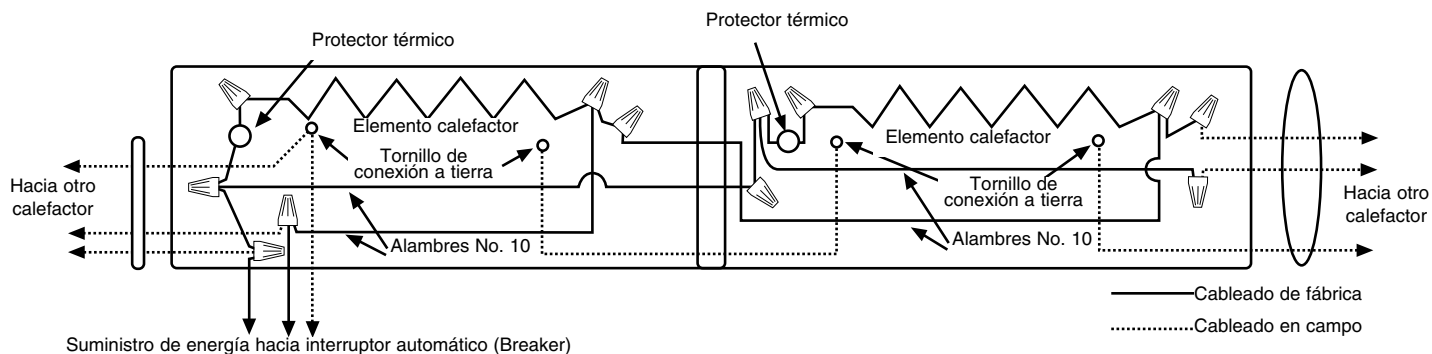 Protector térmico
Protector térmico
Elemento calefactor
Elemento calefactor
Tornillo de
conexión a tierra
Tornillo de
conexión a tierra
Hacia otro
calefactor
Hacia otro
calefactor
Alambres No. 10
Alambres No. 10
Cableado de fábrica
Cableado en campo
Suministro de energía hacia interruptor automático (Breaker)